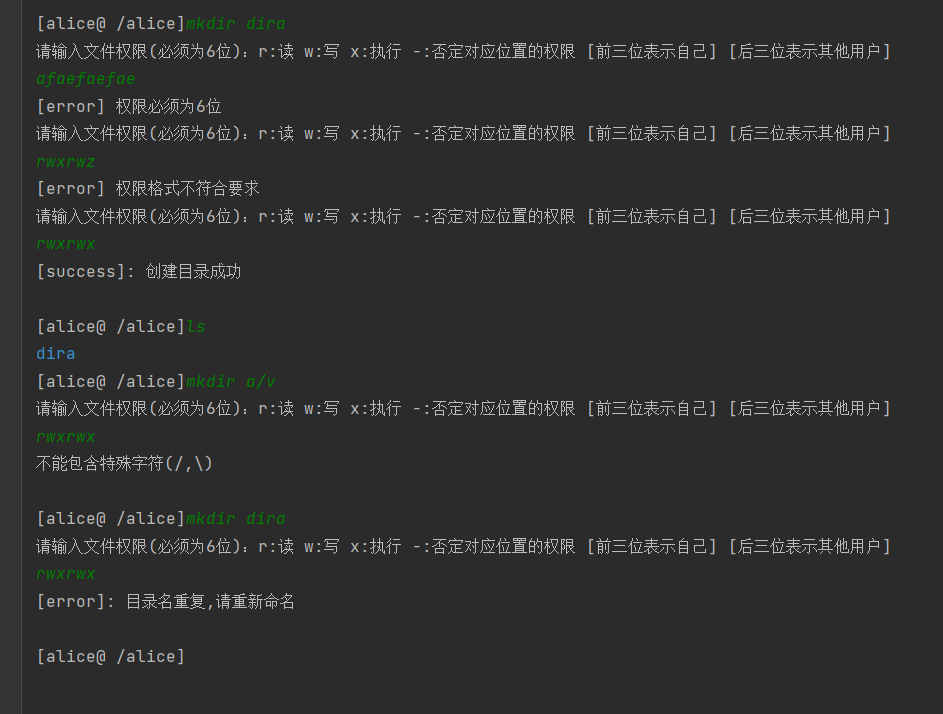 [alice@ /alice]mkdir dira
请输入文件权限(必须为6位)：r:读 w:写 x:执行 -:否定对应位置的权限 [前三位表示自己] [后三位表示其他用户]
afaefaefae
[error] 权限必须为6位
请输入文件权限(必须为6位)：r:读 w:写 x:执行 -:否定对应位置的权限 [前三位表示自己] [后三位表示其他用户]
rwxrwz
[error] 权限格式不符合要求
请输入文件权限(必须为6位)：r:读 w:写 x:执行 -:否定对应位置的权限 [前三位表示自己] [后三位表示其他用户]
rwxrwx
[success]: 创建目录成功
[alice@ /alice]ls
dira
[alice@ /alice]mkdir a/v
请输入文件权限(必须为6位)：r:读 w:写 x:执行 -:否定对应位置的权限 [前三位表示自己] [后三位表示其他用户]
rwxrwx
不能包含特殊字符(/,\)
[alice@ /alice]mkdir dira
请输入文件权限(必须为6位)：r:读 w:写 x:执行 -:否定对应位置的权限 [前三位表示自己] [后三位表示其他用户]
rwxrwx
[error]: 目录名重复,请重新命名
[alice@ /alice]